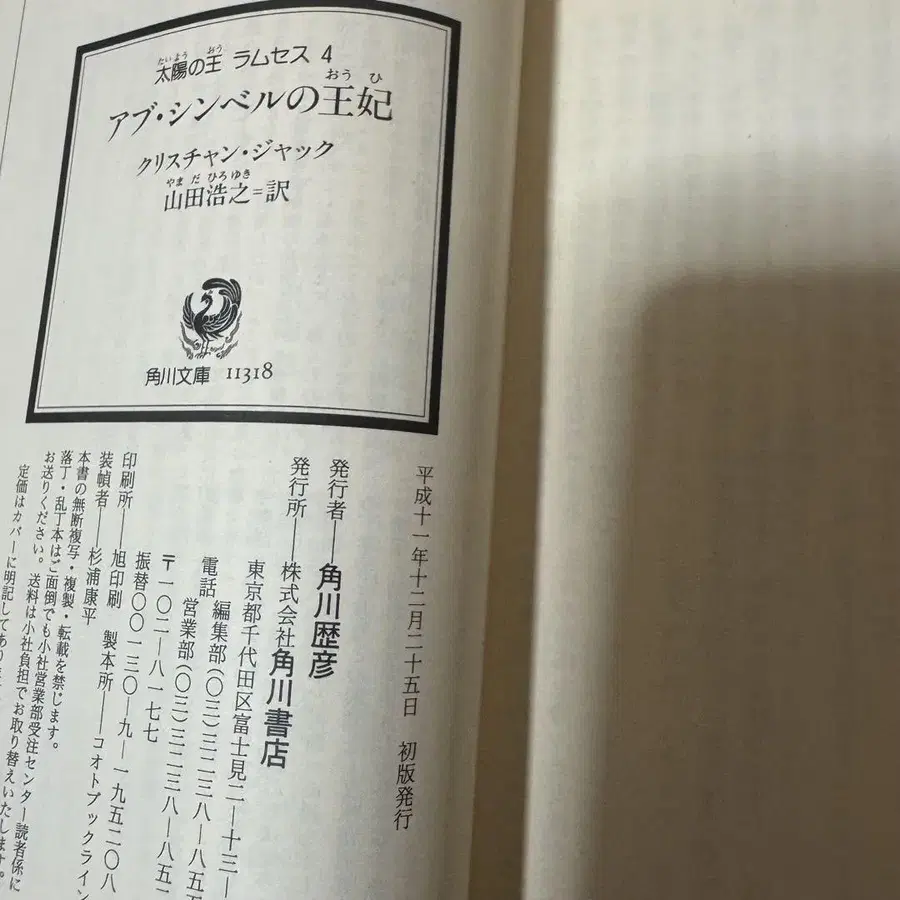 太陽の王 ラムセス 4
アブ・シンベルの王妃
クリスチャン・ジャック
山田浩之=訳
角川文庫 11318
平成十一年十二月二十五日 初版発行
発行者——角川歴彦
発行所——株式会社角川書店
東京都千代田区富士見二—十三—
電話 編集部(〇三)三二三八—八五
営業部(〇三)三二三八—八五二
〒一〇二—八一七七
振替〇〇一三〇—九—一九五二〇八
印刷所——旭印刷 製本所——コオトブックライン
装幀者——杉浦康平
本書の無断複写・複製・転載を禁じます。
落丁・乱丁本はご面倒でも小社営業部受注センター読者係に
お送りください。送料は小社負担でお取り替えいたします。
定価はカバーに明記してあり